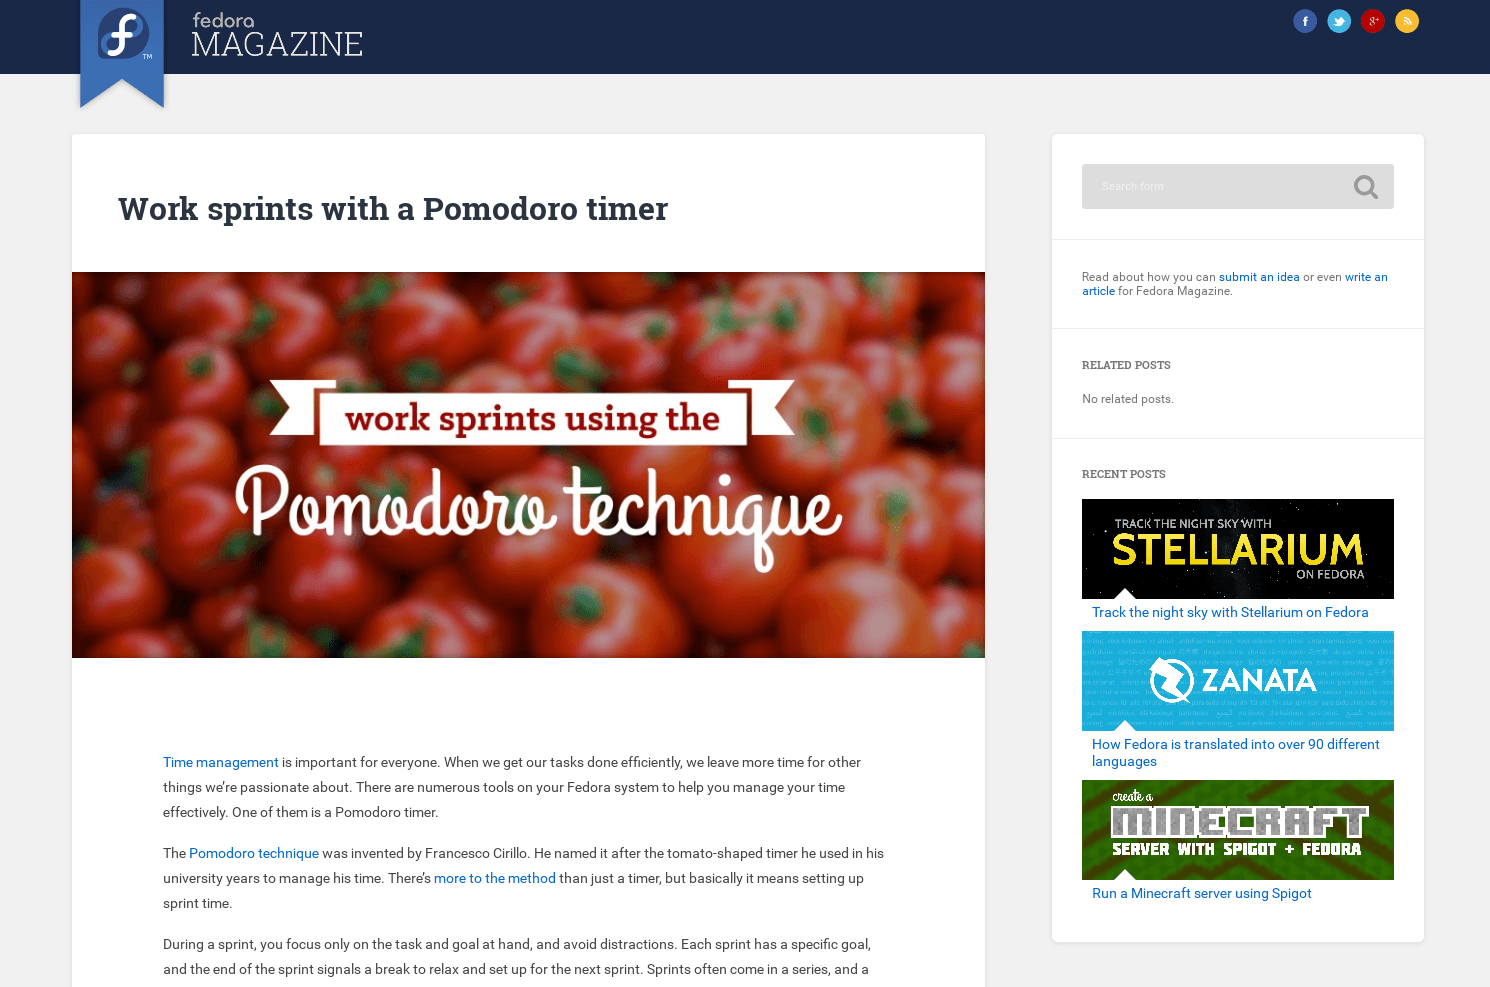 fedora
MAGAZINE
TM
Work sprints with a Pomodoro timer
work sprints using the
Pomodoro technique
Time management is important for everyone. When we get our tasks done efficiently, we leave more time for other
things we’re passionate about. There are numerous tools on your Fedora system to help you manage your time
effectively. One of them is a Pomodoro timer.
The Pomodoro technique was invented by Francesco Cirillo. He named it after the tomato-shaped timer he used in his
university years to manage his time. There’s more to the method than just a timer, but basically it means setting up
sprint time.
During a sprint, you focus only on the task and goal at hand, and avoid distractions. Each sprint has a specific goal,
and the end of the sprint signals a break to relax and set up for the next sprint. Sprints often come in a series, and a
Search form
Read about how you can submit an idea or even write an
article for Fedora Magazine.
RELATED POSTS
No related posts.
RECENT POSTS
TRACK THE NIGHT SKY WITH
STELLARIUM
ON FEDORA
Track the night sky with Stellarium on Fedora
ZANATA
How Fedora is translated into over 90 different
languages
create a
MINECRAFT
SERVER WITH SPIGOT + FEDORA
Run a Minecraft server using Spigot